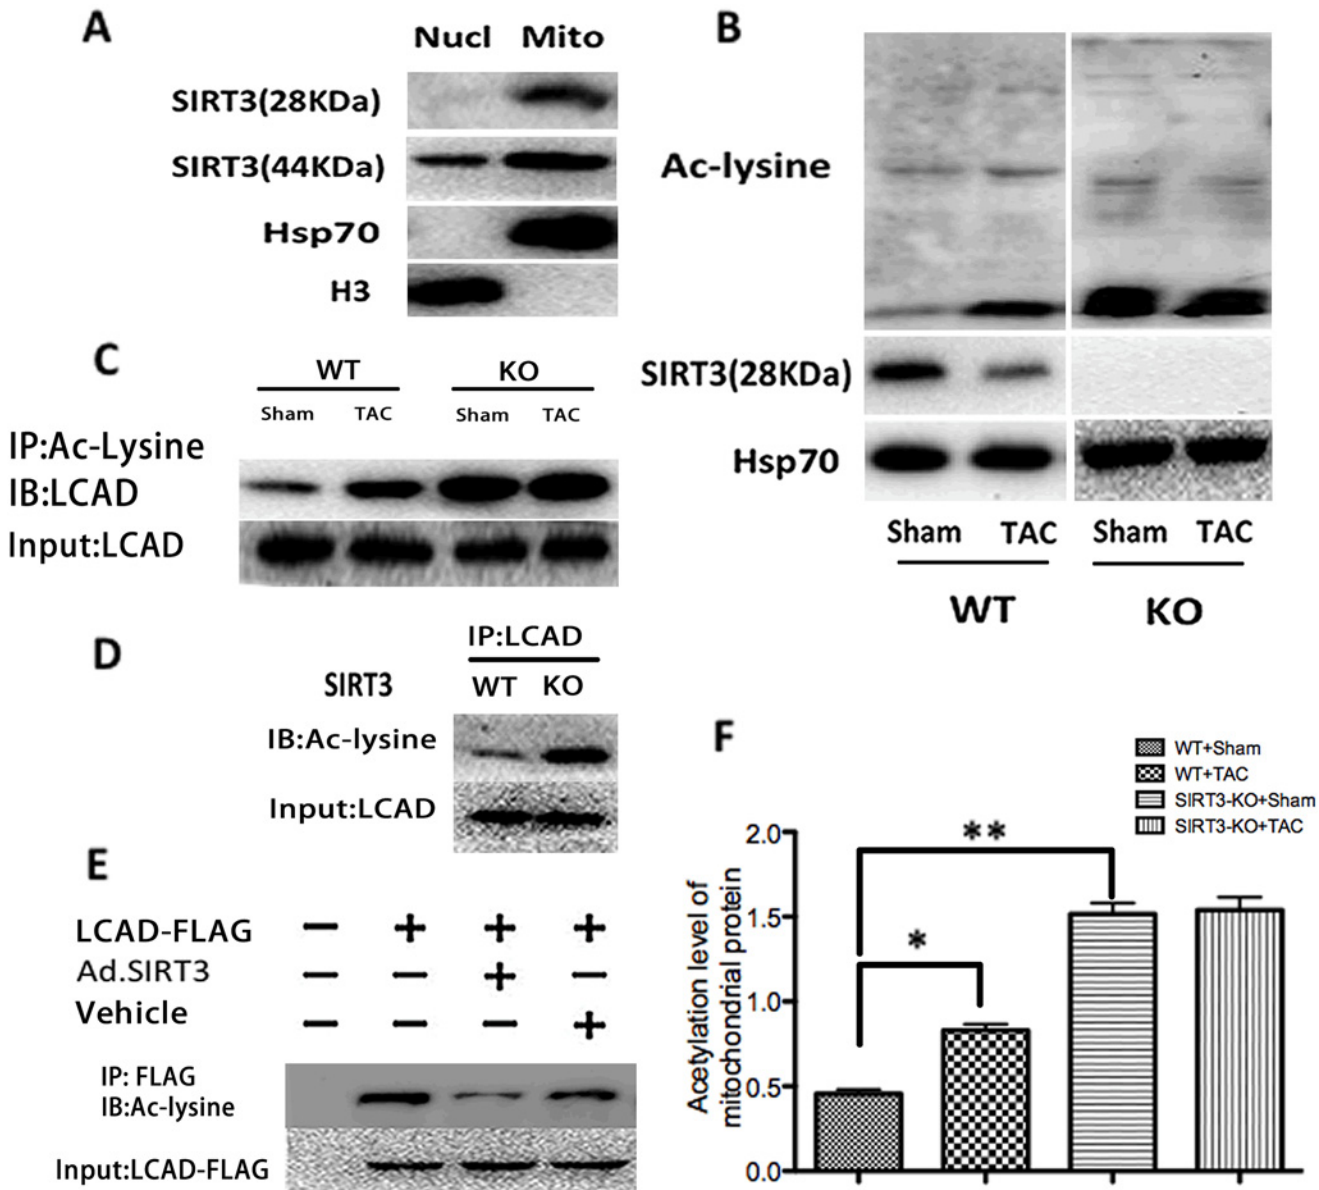 A
Nucl Mito
SIRT3(28KDa)
SIRT3(44KDa)
Hsp70
H3
B
Ac-lysine
SIRT3(28KDa)
Hsp70
Sham TAC Sham TAC
WT KO
C
WT KO
Sham TAC Sham TAC
IP:Ac-Lysine
IB:LCAD
Input:LCAD
D
IP:LCAD
SIRT3 WT KO
IB:Ac-lysine
Input:LCAD
E
LCAD-FLAG − + + +
Ad.SIRT3 − − + −
Vehicle − − − +
IP: FLAG
IB:Ac-lysine
Input:LCAD-FLAG
F
WT+Sham
WT+TAC
SIRT3-KO+Sham
SIRT3-KO+TAC
Acetylation level of
mitochondrial protein
2.0
1.5
1.0
0.5
0.0
**
*